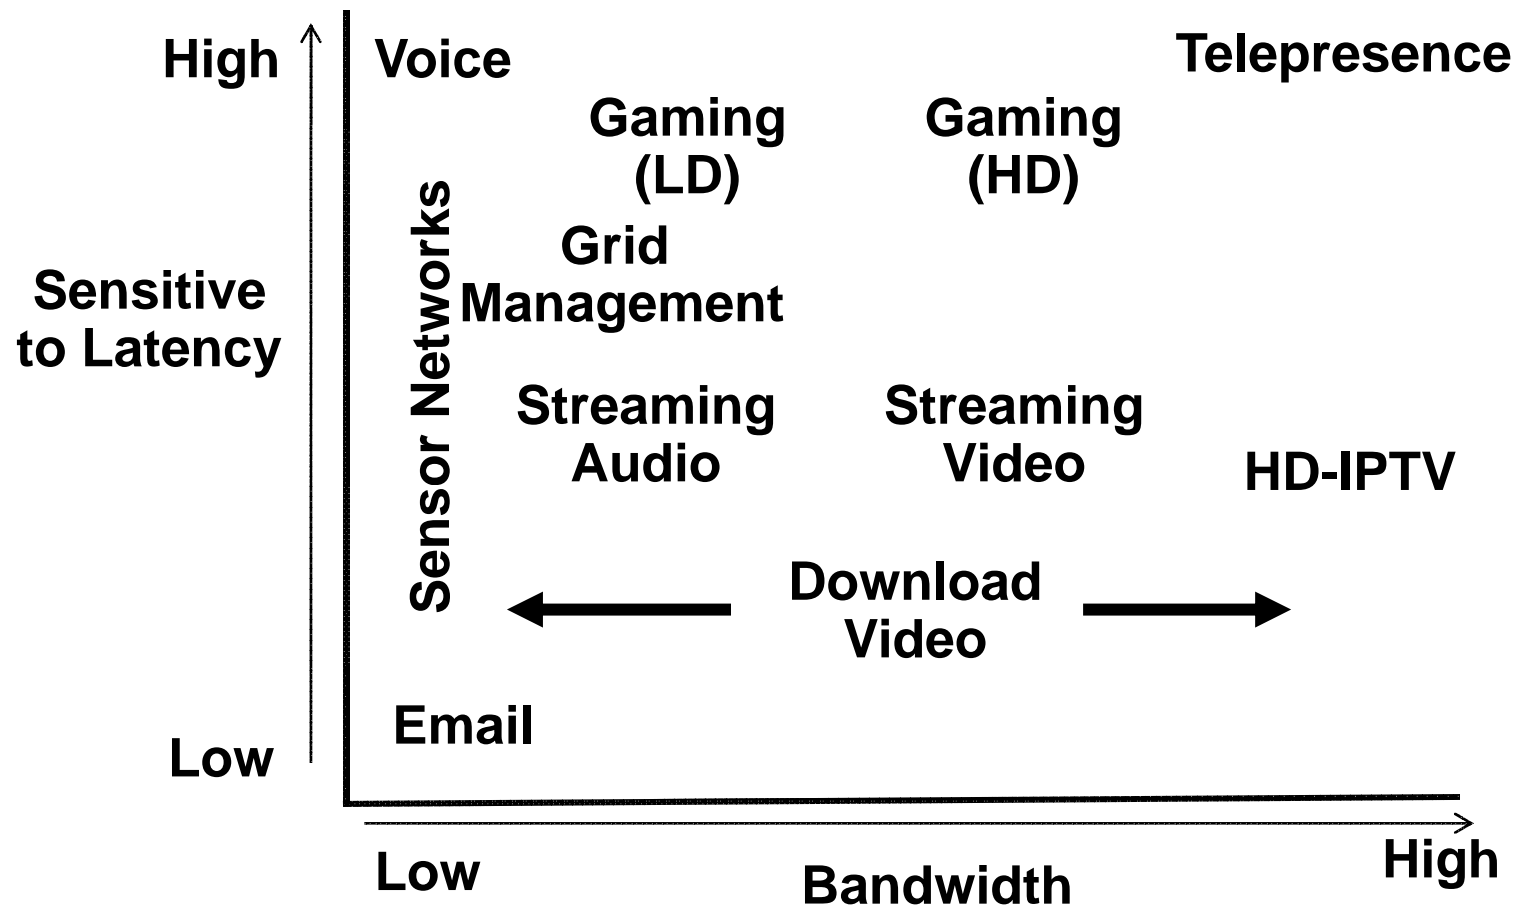 High
Voice
Telepresence
Gaming
(LD)
Gaming
(HD)
Sensor Networks
Grid
Management
Sensitive
to Latency
Streaming
Audio
Streaming
Video
HD-IPTV
Download
Video
Email
Low
Low
Bandwidth
High